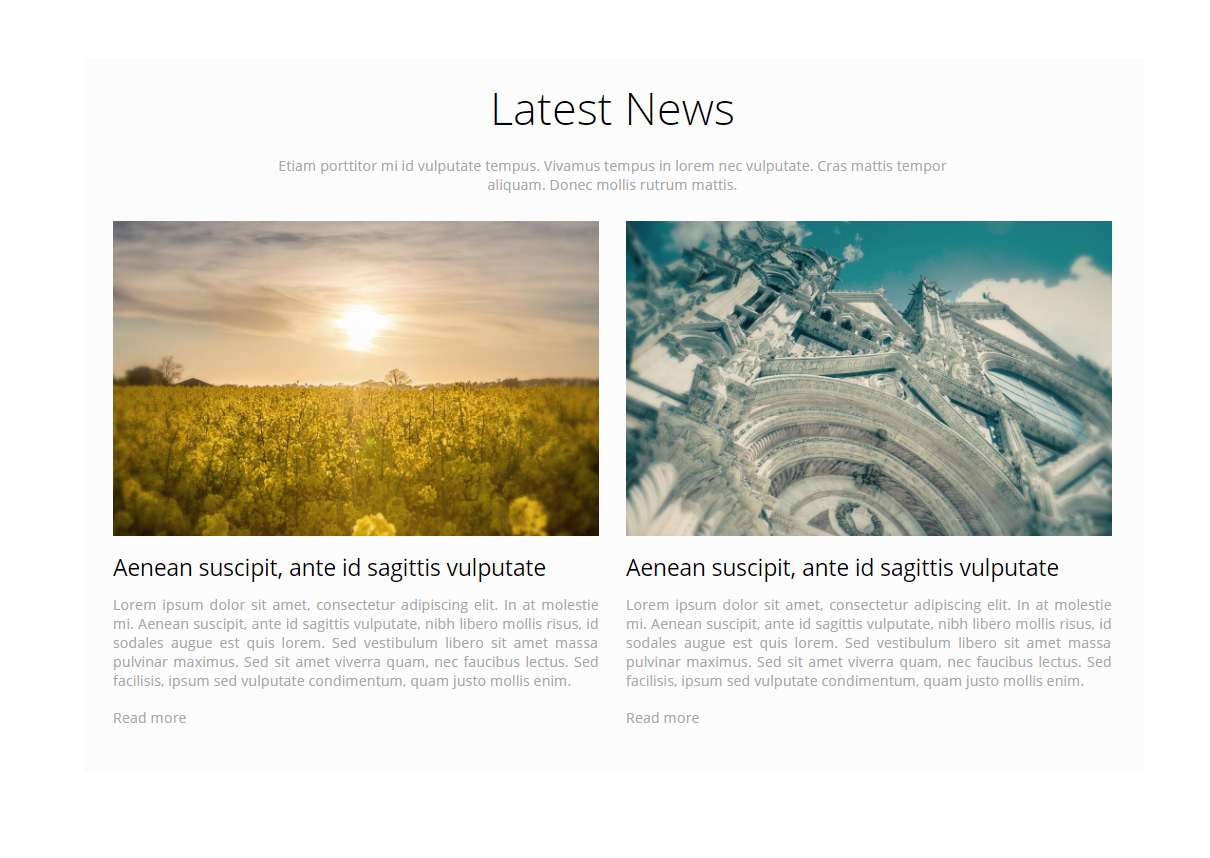 Latest News
Etiam porttitor mi id vulputate tempus. Vivamus tempus in lorem nec vulputate. Cras mattis tempor
aliquam. Donec mollis rutrum mattis.
Aenean suscipit, ante id sagittis vulputate
Lorem ipsum dolor sit amet, consectetur adipiscing elit. In at molestie
mi. Aenean suscipit, ante id sagittis vulputate, nibh libero mollis risus, id
sodales augue est quis lorem. Sed vestibulum libero sit amet massa
pulvinar maximus. Sed sit amet viverra quam, nec faucibus lectus. Sed
facilisis, ipsum sed vulputate condimentum, quam justo mollis enim.
Read more
Aenean suscipit, ante id sagittis vulputate
Lorem ipsum dolor sit amet, consectetur adipiscing elit. In at molestie
mi. Aenean suscipit, ante id sagittis vulputate, nibh libero mollis risus, id
sodales augue est quis lorem. Sed vestibulum libero sit amet massa
pulvinar maximus. Sed sit amet viverra quam, nec faucibus lectus. Sed
facilisis, ipsum sed vulputate condimentum, quam justo mollis enim.
Read more